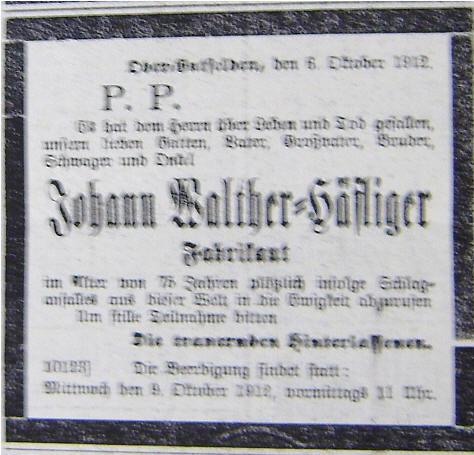 Ober-Entfelden, den 6. Oktober 1912.
P. P.
Es hat dem Herrn über Leben und Tod gefallen,
unsern lieben Gatten, Vater, Großvater, Bruder,
Schwager und Onkel
Johann Walther-Häfliger
Fabrikant
im Alter von 75 Jahren plötzlich infolge Schlag-
anfalles aus dieser Welt in die Ewigkeit abzurufen
Um stille Teilnahme bitten
Die trauernden Hinterlassenen.
10123] Die Beerdigung findet statt:
Mittwoch den 9. Oktober 1912, vormittags 11 Uhr.